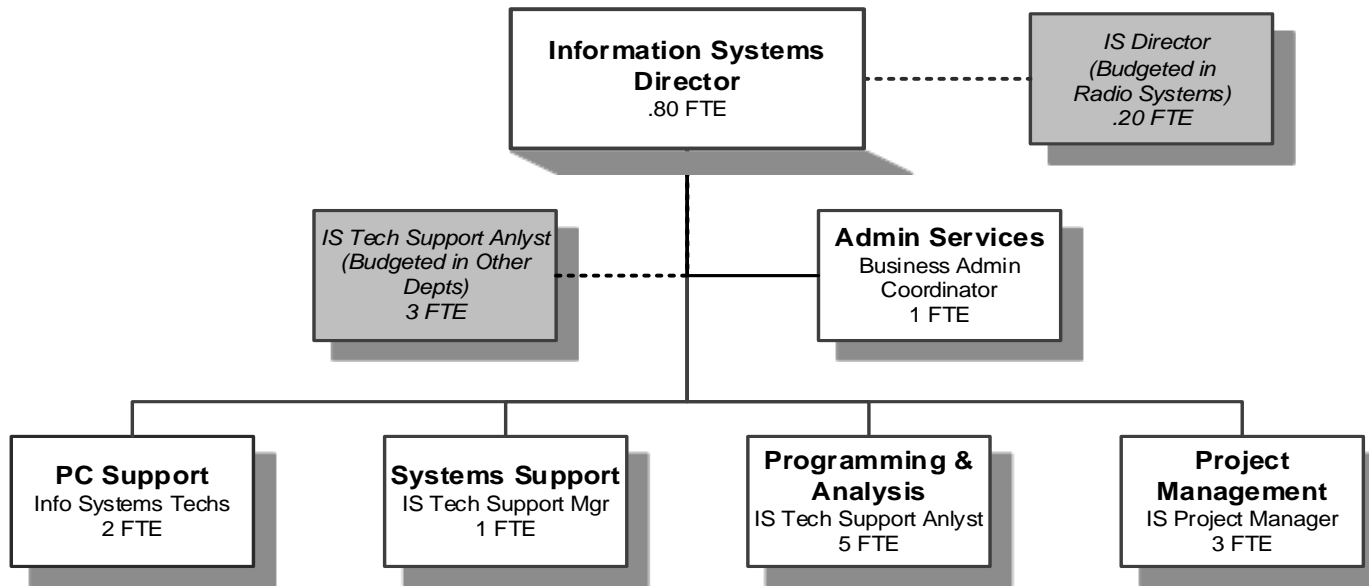 Information Systems
Director
.80 FTE
IS Director
(Budgeted in
Radio Systems)
.20 FTE
IS Tech Support Anlyst
(Budgeted in Other
Depts)
3 FTE
Admin Services
Business Admin
Coordinator
1 FTE
PC Support
Info Systems Techs
2 FTE
Systems Support
IS Tech Support Mgr
1 FTE
Programming &
Analysis
IS Tech Support Anlyst
5 FTE
Project
Management
IS Project Manager
3 FTE